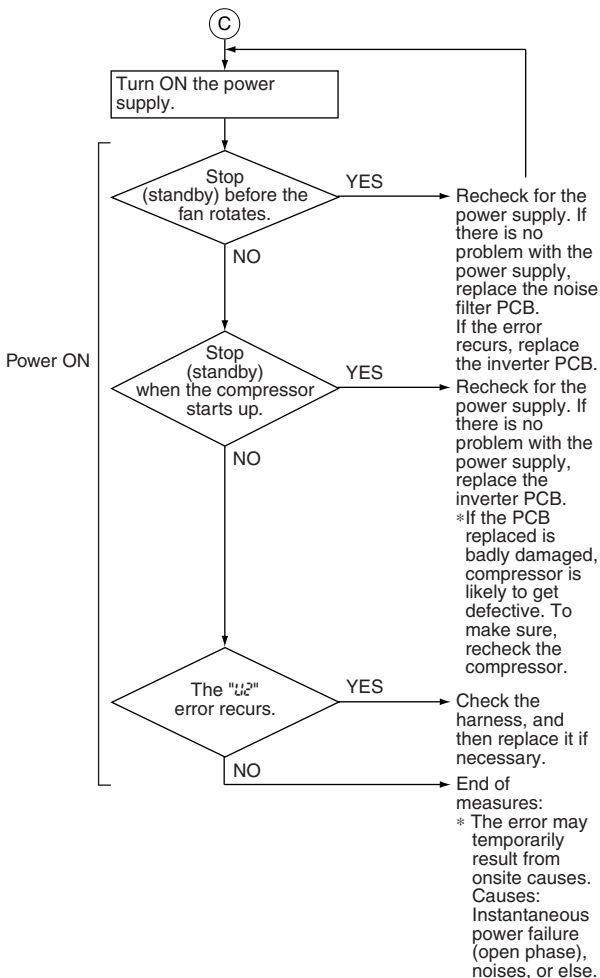 C
Turn ON the power
supply.
Stop
(standby) before the
fan rotates.
YES
Recheck for the
power supply. If
there is no
problem with the
power supply,
replace the noise
filter PCB.
If the error
recurs, replace
the inverter PCB.
NO
Power ON
Stop
(standby)
when the compressor
starts up.
YES
Recheck for the
power supply. If
there is no
problem with the
power supply,
replace the
inverter PCB.
*If the PCB
replaced is
badly damaged,
compressor is
likely to get
defective. To
make sure,
recheck the
compressor.
NO
The "U2"
error recurs.
YES
Check the
harness, and
then replace it if
necessary.
NO
End of
measures:
* The error may
temporarily
result from
onsite causes.
Causes:
Instantaneous
power failure
(open phase),
noises, or else.